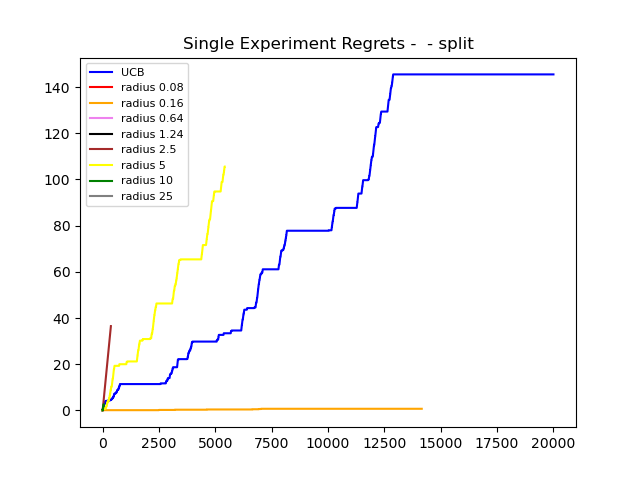 Single Experiment Regrets -  - split
UCB
radius 0.08
radius 0.16
radius 0.64
radius 1.24
radius 2.5
radius 5
radius 10
radius 25
140
120
100
80
60
40
20
0
0 2500 5000 7500 10000 12500 15000 17500 20000